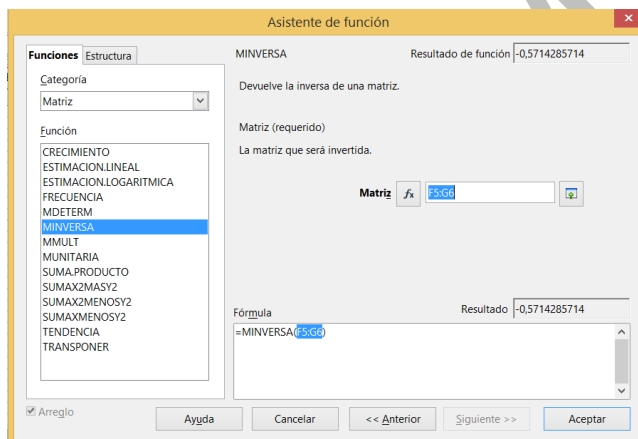 Asistente de función
Funciones Estructura
MINVERSA Resultado de función -0,5714285714
Categoría
Matriz
Devuelve la inversa de una matriz.
Función
Matriz (requerido)
La matriz que será invertida.
CRECIMIENTO
ESTIMACION.LINEAL
ESTIMACION.LOGARITMICA
FRECUENCIA
MDETERM
MINVERSA
MMULT
MUNITARIA
SUMA.PRODUCTO
SUMAX2MASY2
SUMAX2MENOSY2
SUMAXMENOSY2
TENDENCIA
TRANSPONER
Matriz fx F5:G6
Fórmula Resultado -0,5714285714
=MINVERSA(F5:G6)
Arreglo Ayuda Cancelar << Anterior Siguiente >> Aceptar